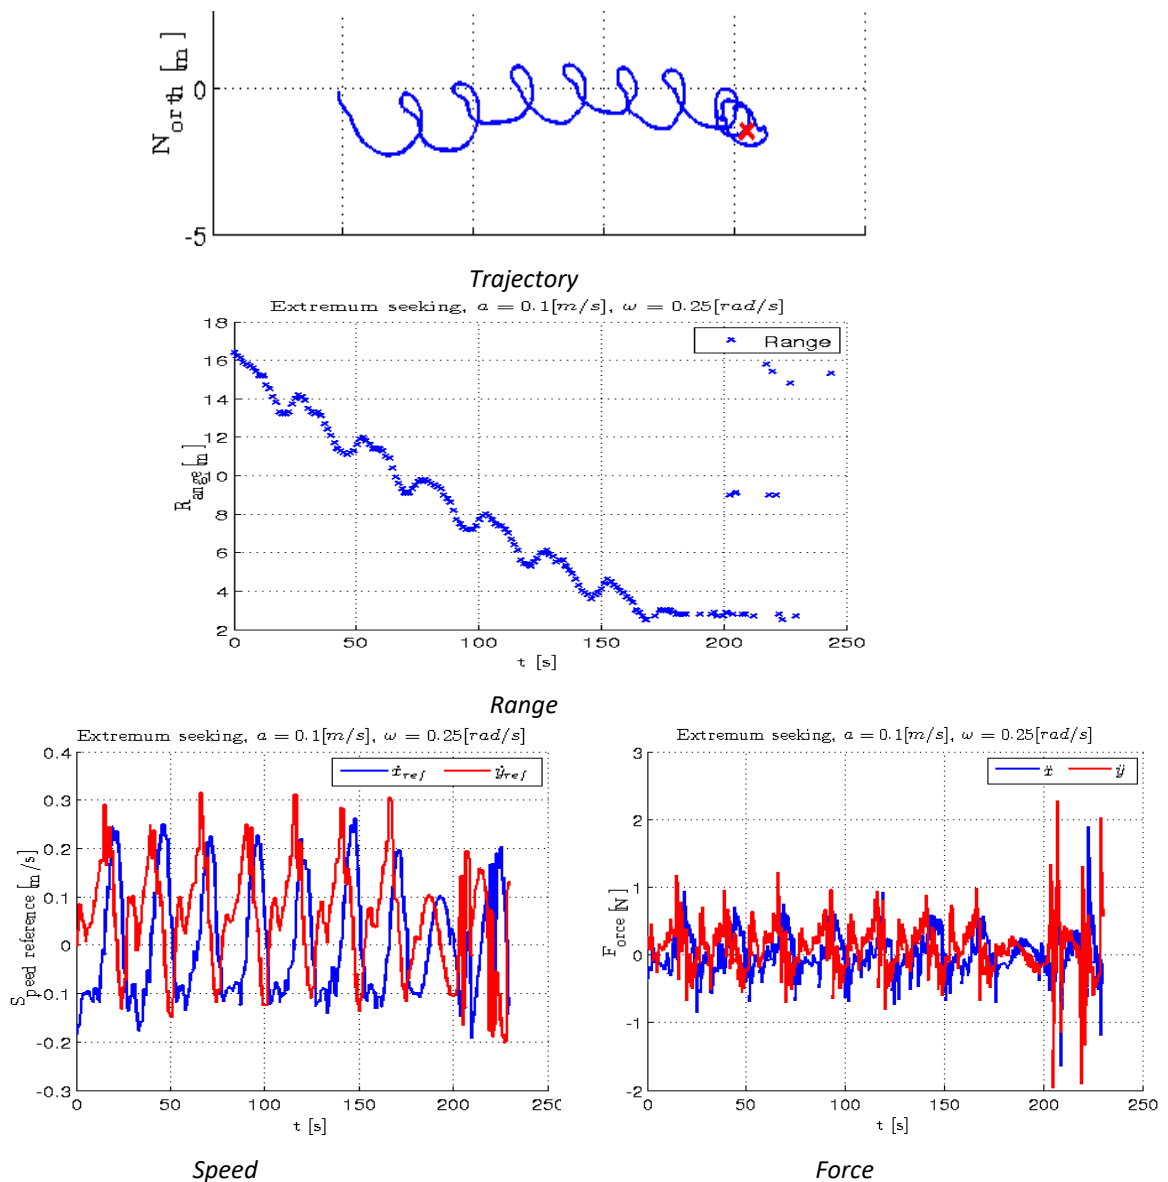 North [m]
0
-5
Trajectory
Extremum seeking, a = 0.1[m/s], ω = 0.25[rad/s]
Range [m]
18
16
14
12
10
8
6
4
2
Range
0 50 100 150 200 250
t [s]
Range
Extremum seeking, a = 0.1[m/s], ω = 0.25[rad/s]
Speed reference [m/s]
0.4
0.3
0.2
0.1
0
-0.1
-0.2
-0.3
ẋref ẏref
0 50 100 150 200 250
t [s]
Speed
Extremum seeking, a = 0.1[m/s], ω = 0.25[rad/s]
Force [N]
3
2
1
0
-1
-2
ẍ ÿ
0 50 100 150 200 250
t [s]
Force